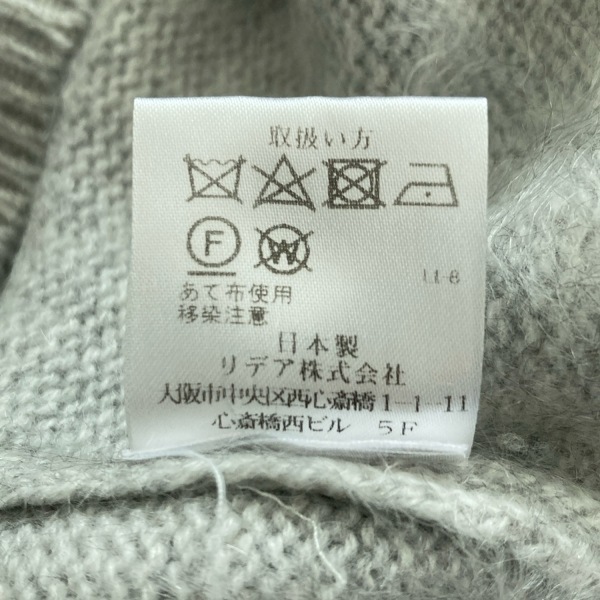 取扱い方
F W
11-8
あて布使用
移染注意
日本製
リデア株式会社
大阪市中央区西心斎橋1-1-11
心斎橋西ビル 5F